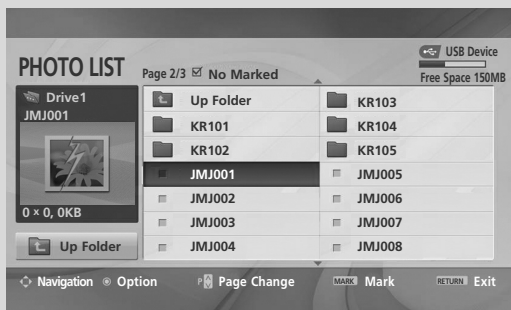 USB Device
PHOTO LIST
Page 2/3 No Marked
Free Space 150MB
Drive1
JMJ001
Up Folder KR103
KR101 KR104
KR102 KR105
JMJ001 JMJ005
JMJ002 JMJ006
JMJ003 JMJ007
JMJ004 JMJ008
0 × 0, 0KB
Up Folder
Navigation Option P Page Change MARK Mark RETURN Exit